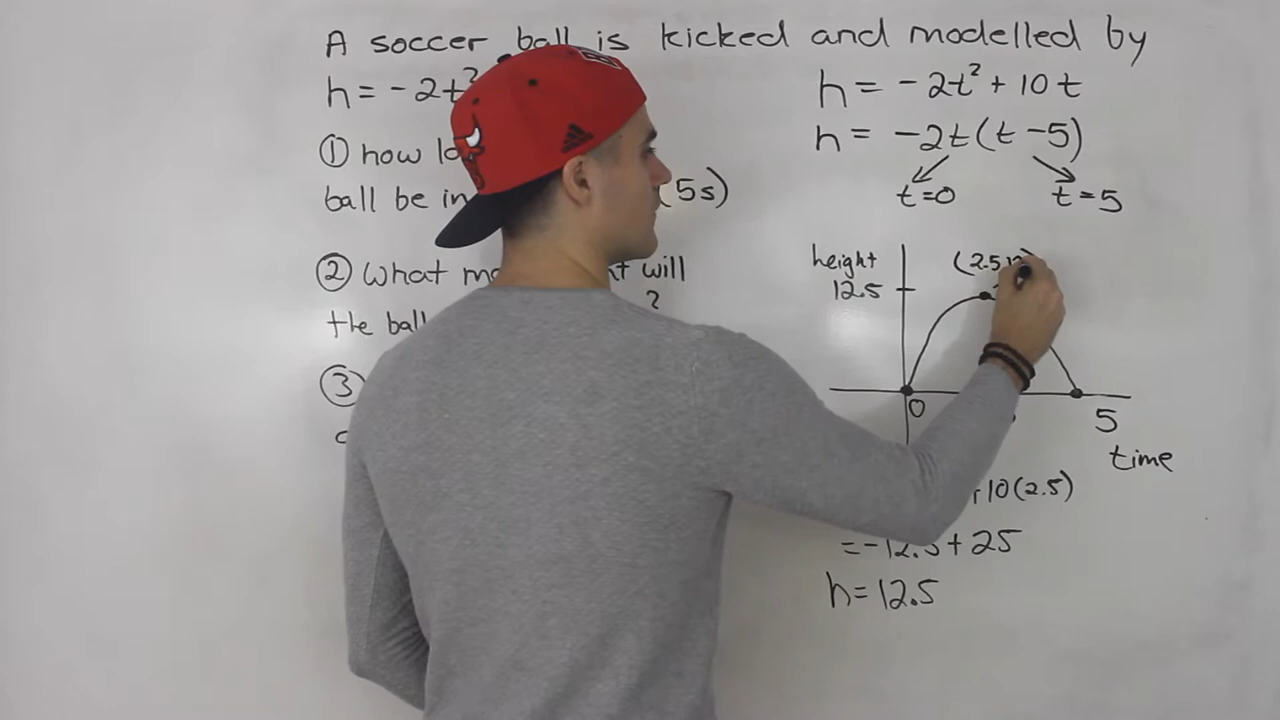 A soccer ball is kicked and modelled by
h = -2t²
① how
ball be in (5s)
② What will
the ball ?
③
h = -2t² + 10t
h = -2t(t-5)
t=0 t=5
height (2.5
12.5
0 5
time
+10(2.5)
=-12.5+25
h=12.5